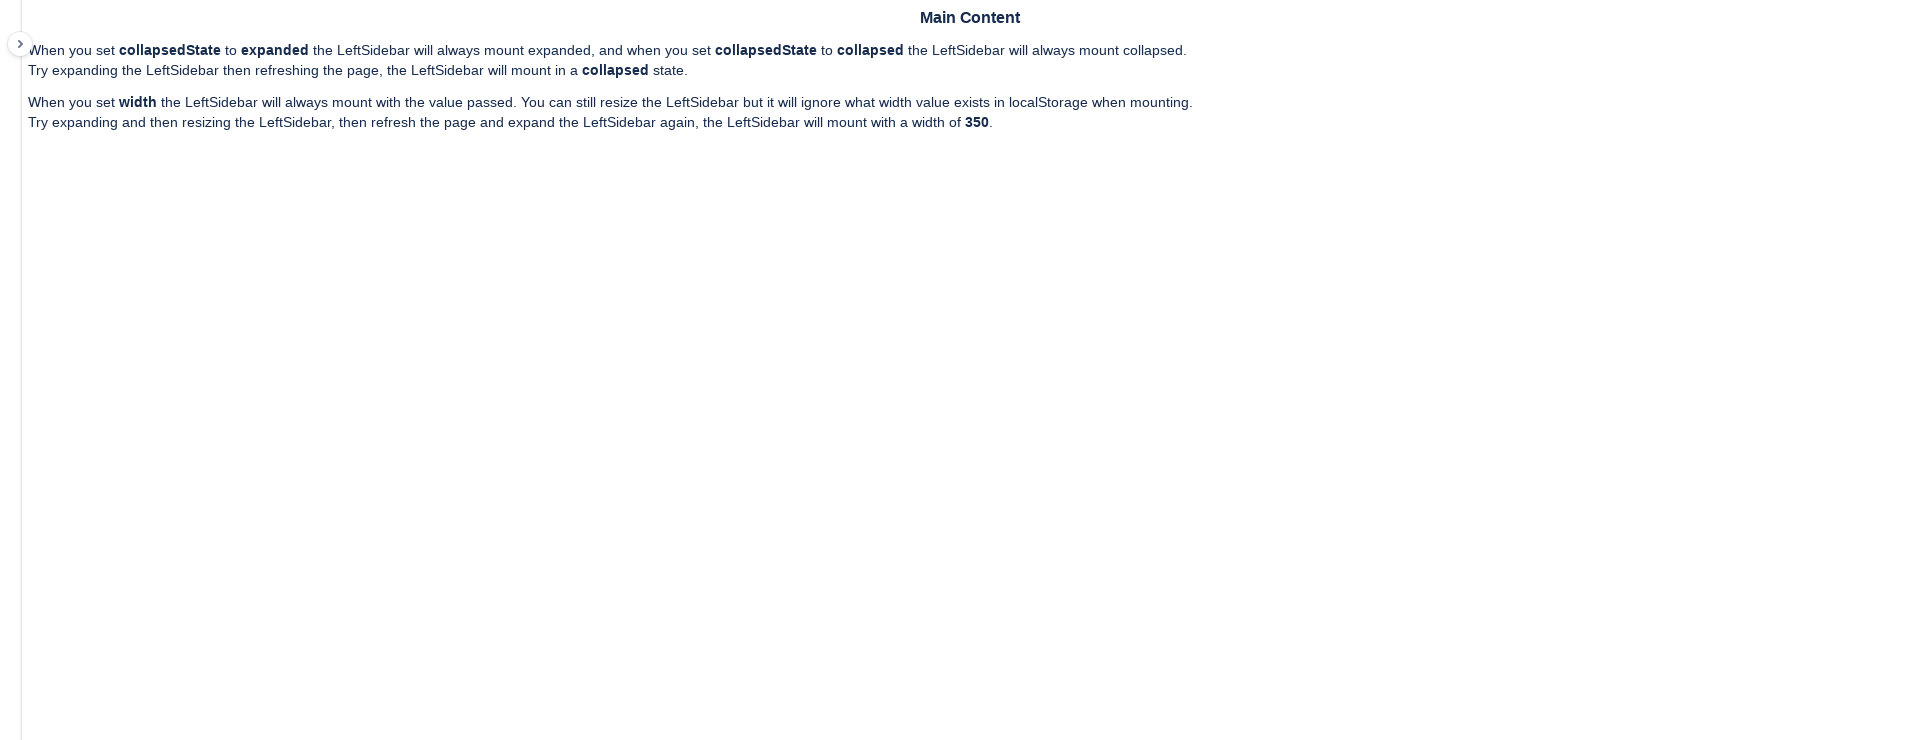 Main Content
When you set collapsedState to expanded the LeftSidebar will always mount expanded, and when you set collapsedState to collapsed the LeftSidebar will always mount collapsed.
Try expanding the LeftSidebar then refreshing the page, the LeftSidebar will mount in a collapsed state.
When you set width the LeftSidebar will always mount with the value passed. You can still resize the LeftSidebar but it will ignore what width value exists in localStorage when mounting.
Try expanding and then resizing the LeftSidebar, then refresh the page and expand the LeftSidebar again, the LeftSidebar will mount with a width of 350.